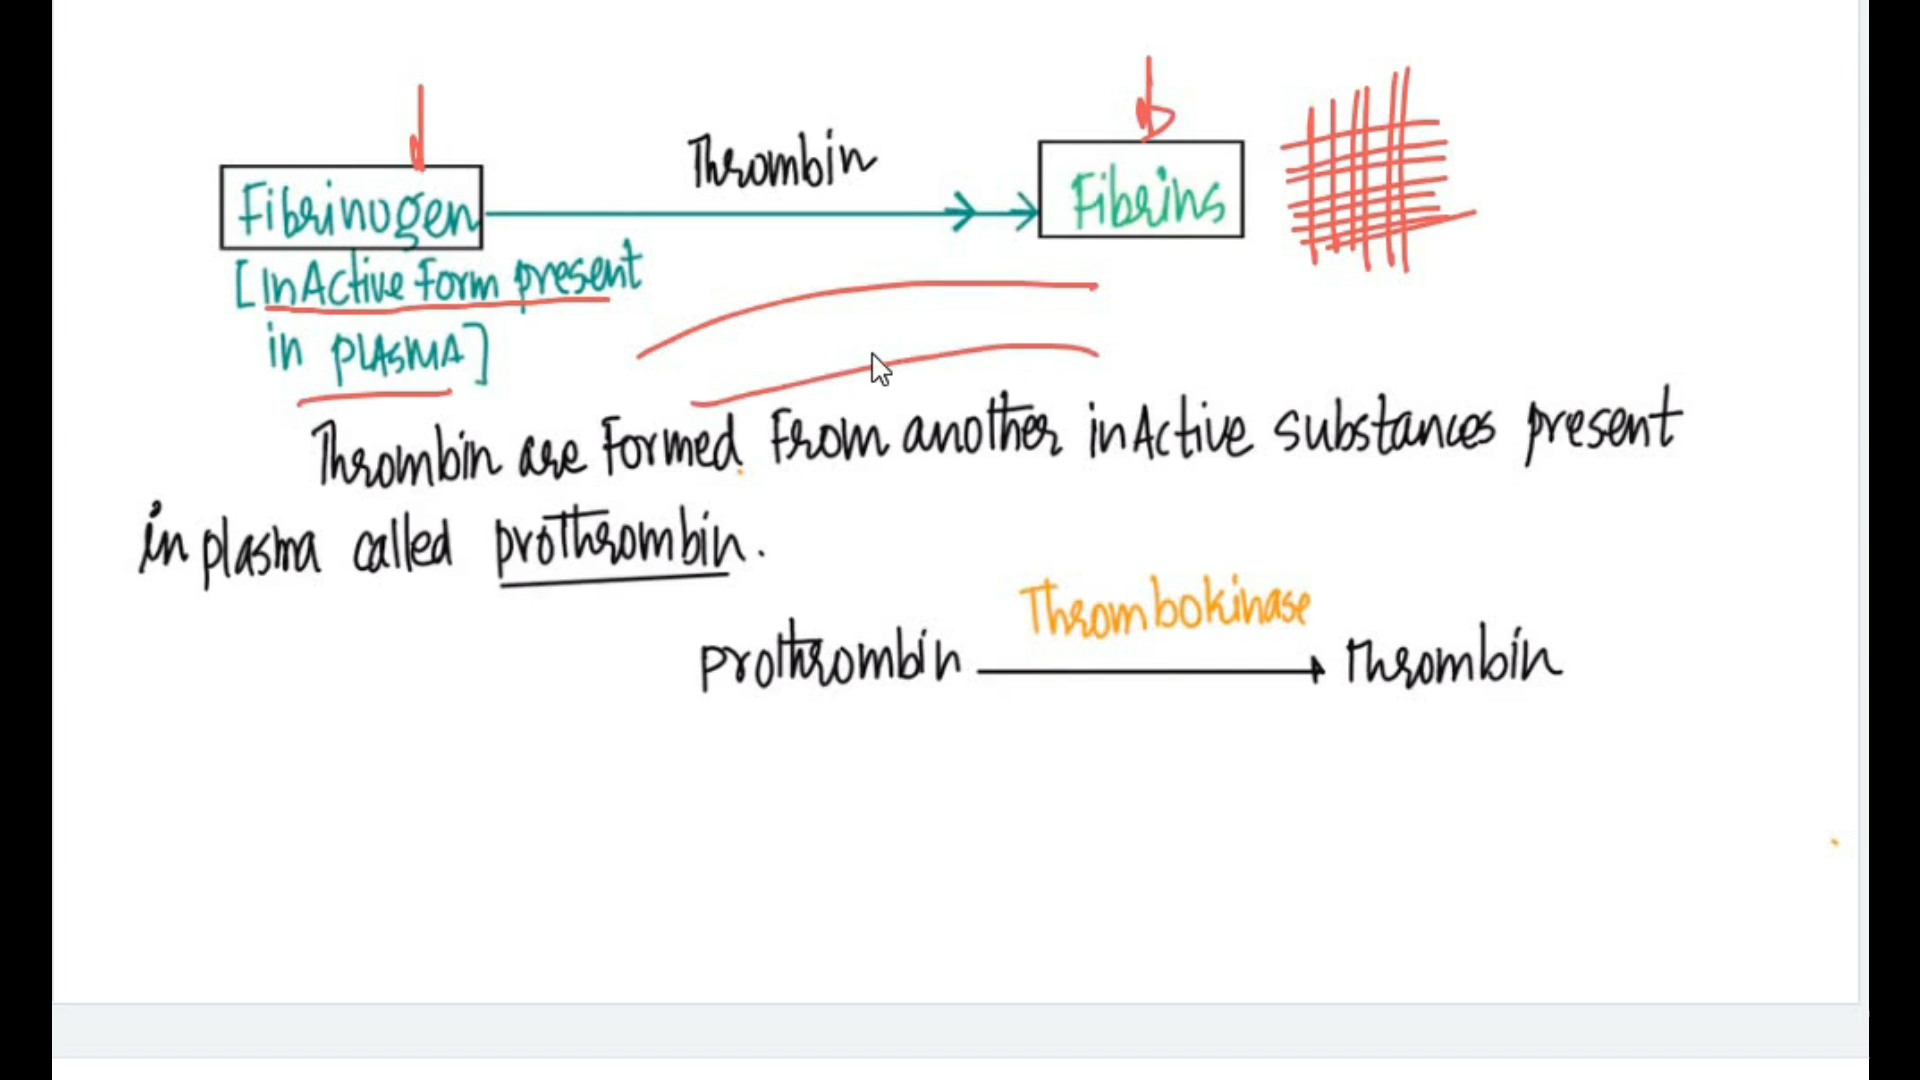 Thrombin
Fibrinogen
Fibrins
[InActive Form present
in PLASMA]
Thrombin are Formed From another inActive substances present
in plasma called prothrombin.
Thrombokinase
prothrombin
Thrombin